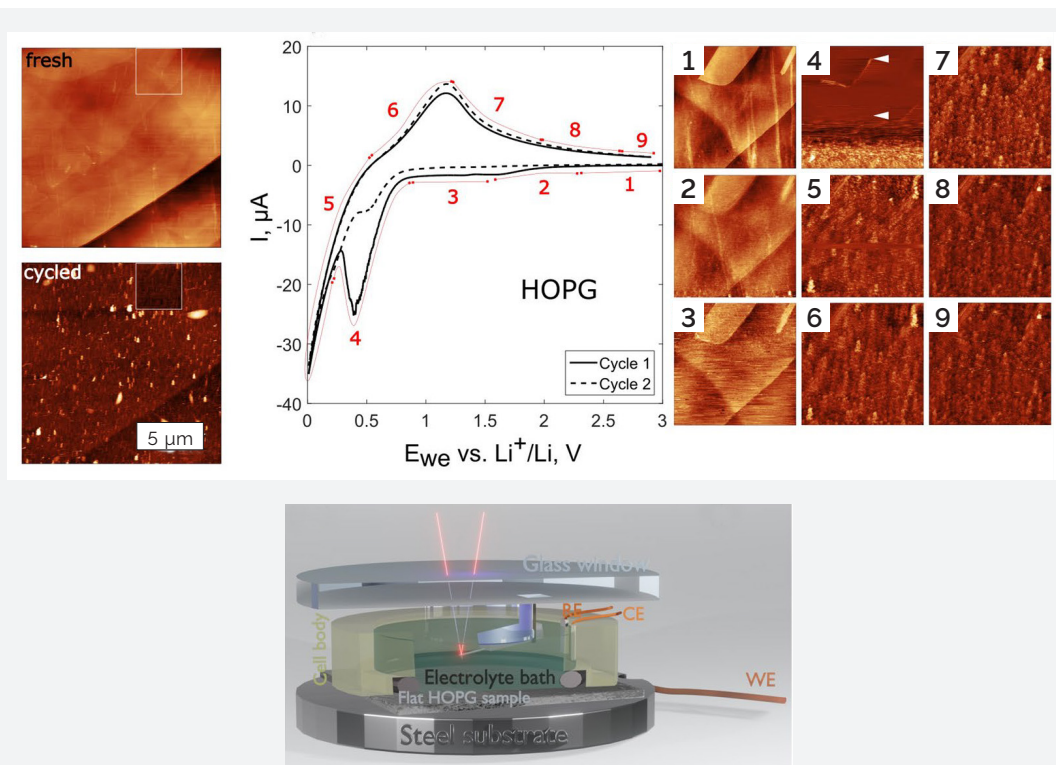 fresh
cycled
5 μm
20
10
0
-10
-20
-30
-40
I, μA
0
0.5
1
1.5
2
2.5
3
E_we vs. Li⁺/Li, V
6
7
8
9
5
3
2
1
4
HOPG
Cycle 1
Cycle 2
1
4
7
2
5
8
3
6
9
Glass window
RE
CE
Cell body
Electrolyte bath
WE
Flat HOPG sample
Steel substrate